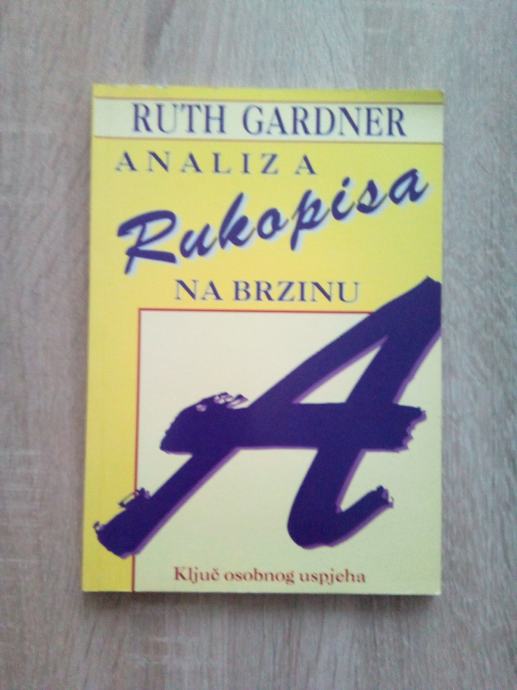 RUTH GARDNER
ANALIZA
Rukopisa
NA BRZINU
A
Ključ osobnog uspjeha